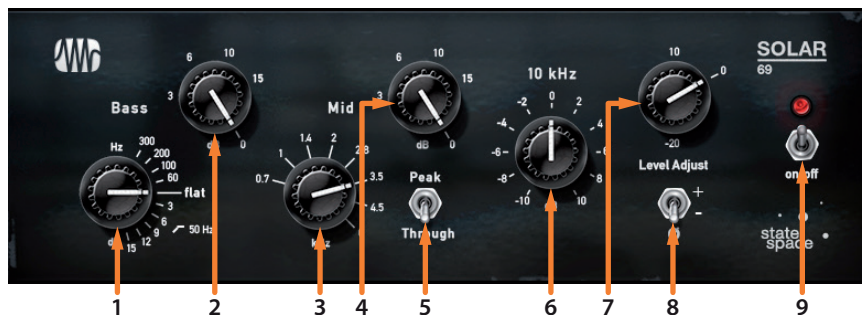 SOLAR
69
10 kHz
Bass
Mid
Hz
300
200
100
60
flat
3
6
9
12
15
50 Hz
3
6
10
15
0
dB
0.7
1
1.4
2
2.8
3.5
4.5
kHz
3
6
10
15
0
dB
Peak
Through
-10
-8
-6
-4
-2
0
2
4
6
8
10
10
0
-20
Level Adjust
+
-
on/off
state
space
1 2 3 4 5 6 7 8 9